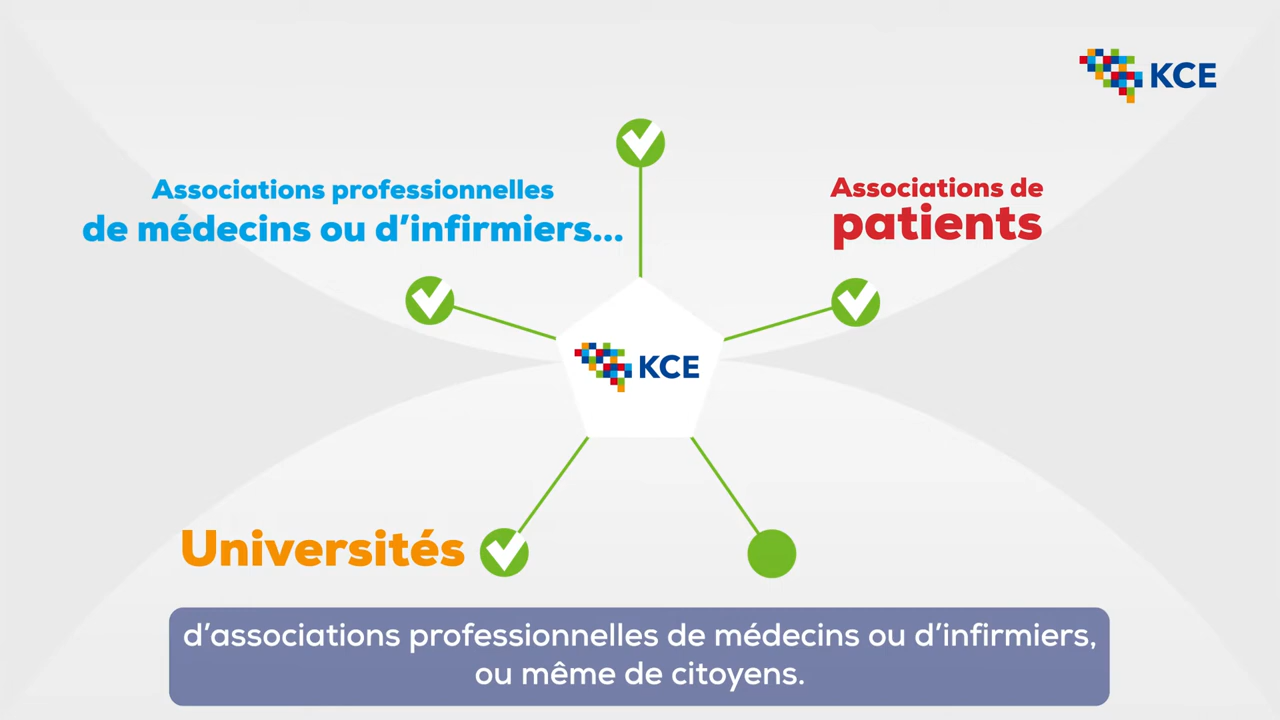 KCE
Associations professionnelles
de médecins ou d’infirmiers...
Associations de
patients
KCE
Universités
d’associations professionnelles de médecins ou d’infirmiers,
ou même de citoyens.